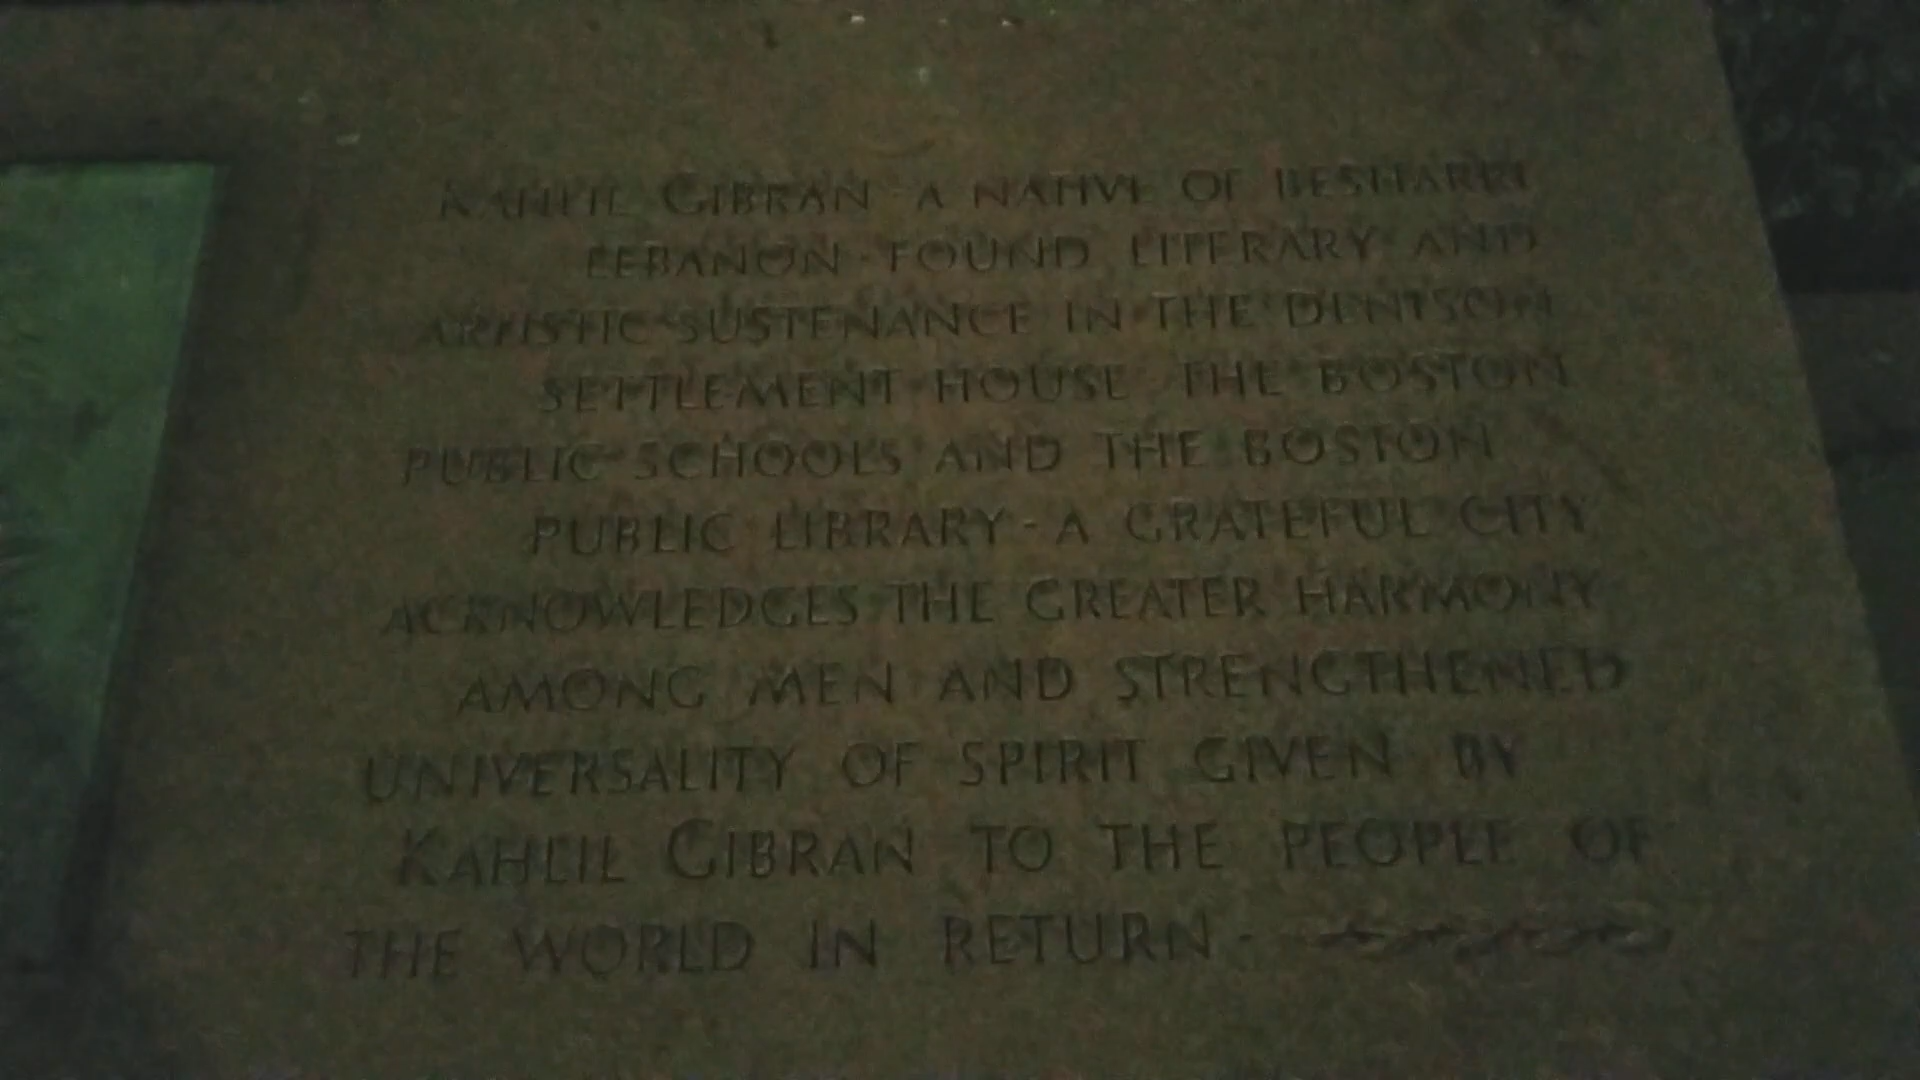 KAHLIL GIBRAN A NATIVE OF BESHARRI
LEBANON · FOUND LITERARY AND
ARTISTIC SUSTENANCE IN THE DENISON
SETTLEMENT HOUSE THE BOSTON
PUBLIC SCHOOLS AND THE BOSTON
PUBLIC LIBRARY - A GRATEFUL CITY
ACKNOWLEDGES THE GREATER HARMONY
AMONG MEN AND STRENGTHENED
UNIVERSALITY OF SPIRIT GIVEN BY
KAHLIL GIBRAN TO THE PEOPLE OF
THE WORLD IN RETURN ·